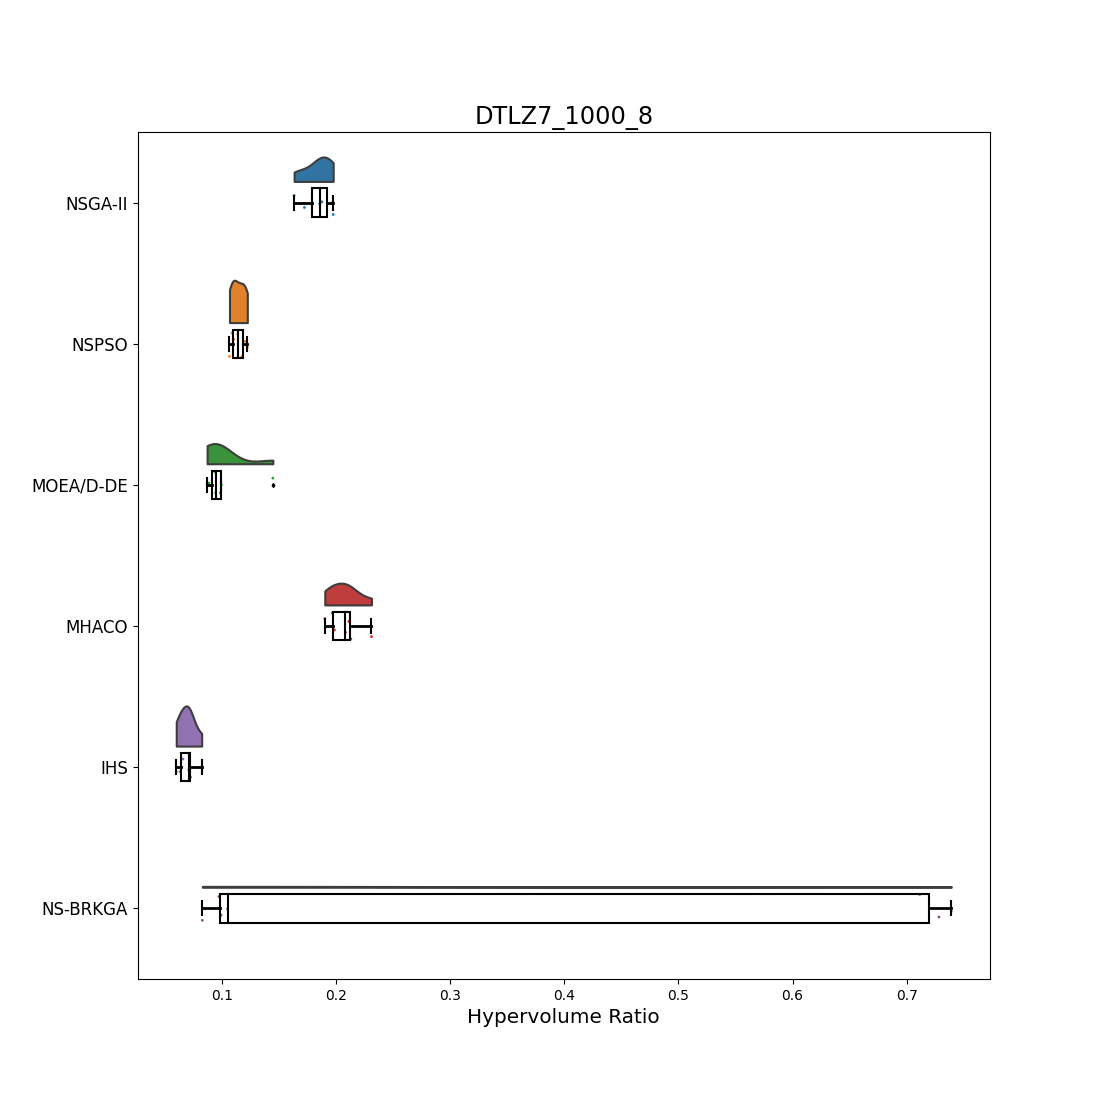 DTLZ7_1000_8
NSGA-II
NSPSO
MOEA/D-DE
MHACO
IHS
NS-BRKGA
0.1 0.2 0.3 0.4 0.5 0.6 0.7
Hypervolume Ratio